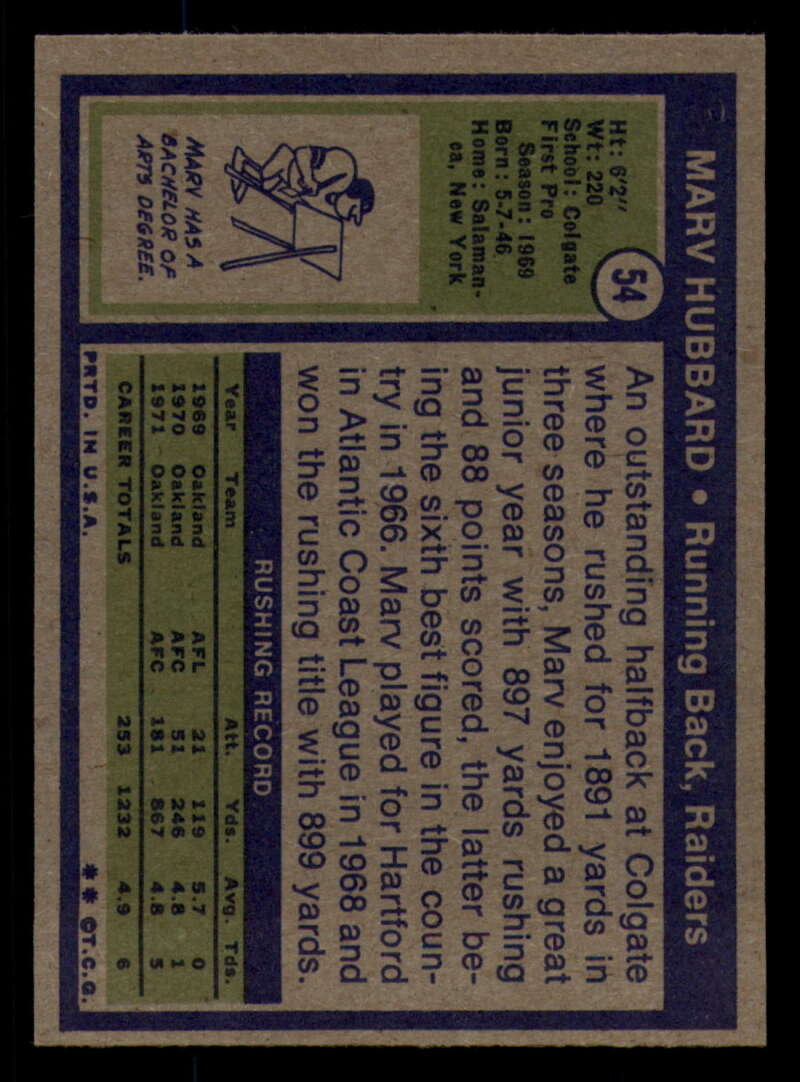 MARV HUBBARD • Running Back, Raiders
54
Ht: 6'2"
Wt: 220
School: Colgate
First Pro
Season: 1969
Born: 5-7-46
Home: Salaman-
ca, New York
MARV HAS A
BACHELOR OF
ARTS DEGREE.
An outstanding halfback at Colgate
where he rushed for 1891 yards in
three seasons, Marv enjoyed a great
junior year with 897 yards rushing
and 88 points scored, the latter be-
ing the sixth best figure in the coun-
try in 1966. Marv played for Hartford
in Atlantic Coast League in 1968 and
won the rushing title with 899 yards.
RUSHING RECORD
Year Team Att. Yds. Avg. Tds.
1969 Oakland AFL 21 119 5.7 0
1970 Oakland AFC 51 246 4.8 1
1971 Oakland AFC 181 867 4.8 5
CAREER TOTALS 253 1232 4.9 6
PRTD. IN U.S.A. ** ©T.C.G.